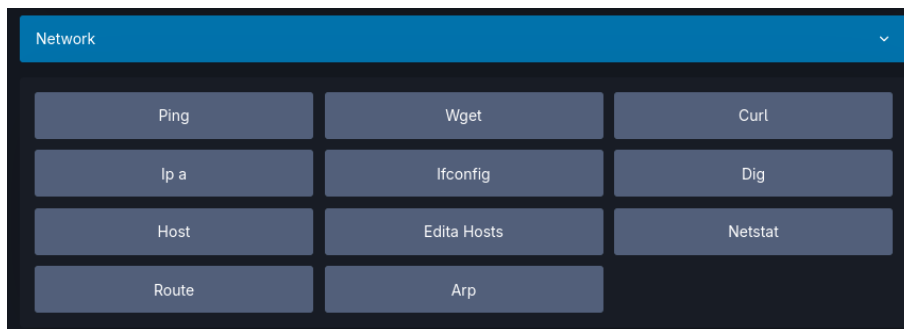 Network
Ping
Wget
Curl
Ip a
Ifconfig
Dig
Host
Edita Hosts
Netstat
Route
Arp